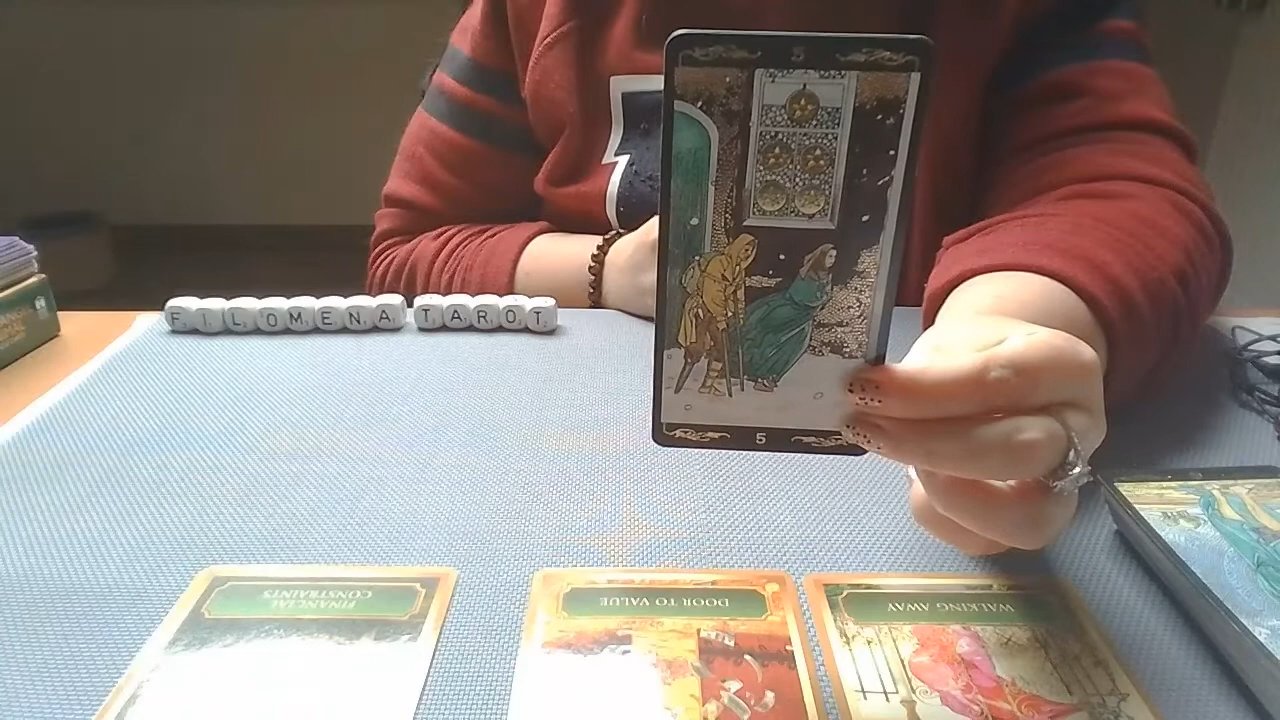 5
FILOMENA TAROT
5
FINANCIAL
CONSTRAINTS
DOOR TO VALUE
WALKING AWAY